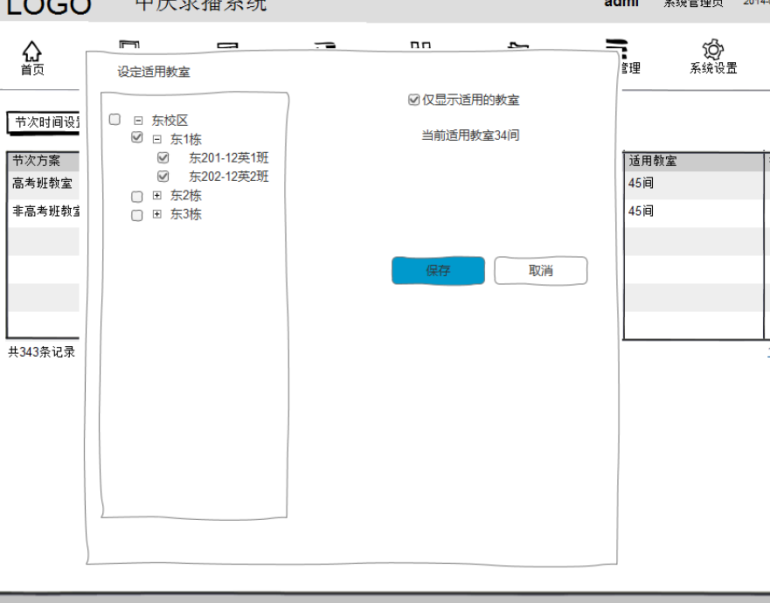 LOGO 中庆录播系统 admi 系统管理员
首页 管理 系统设置
设定适用教室
仅显示适用的教室
当前适用教室34间
东校区
东1栋
东201-12英1班
东202-12英2班
东2栋
东3栋
保存 取消
节次时间设
节次方案 适用教室
高考班教室 45间
非高考班教室 45间
共343条记录